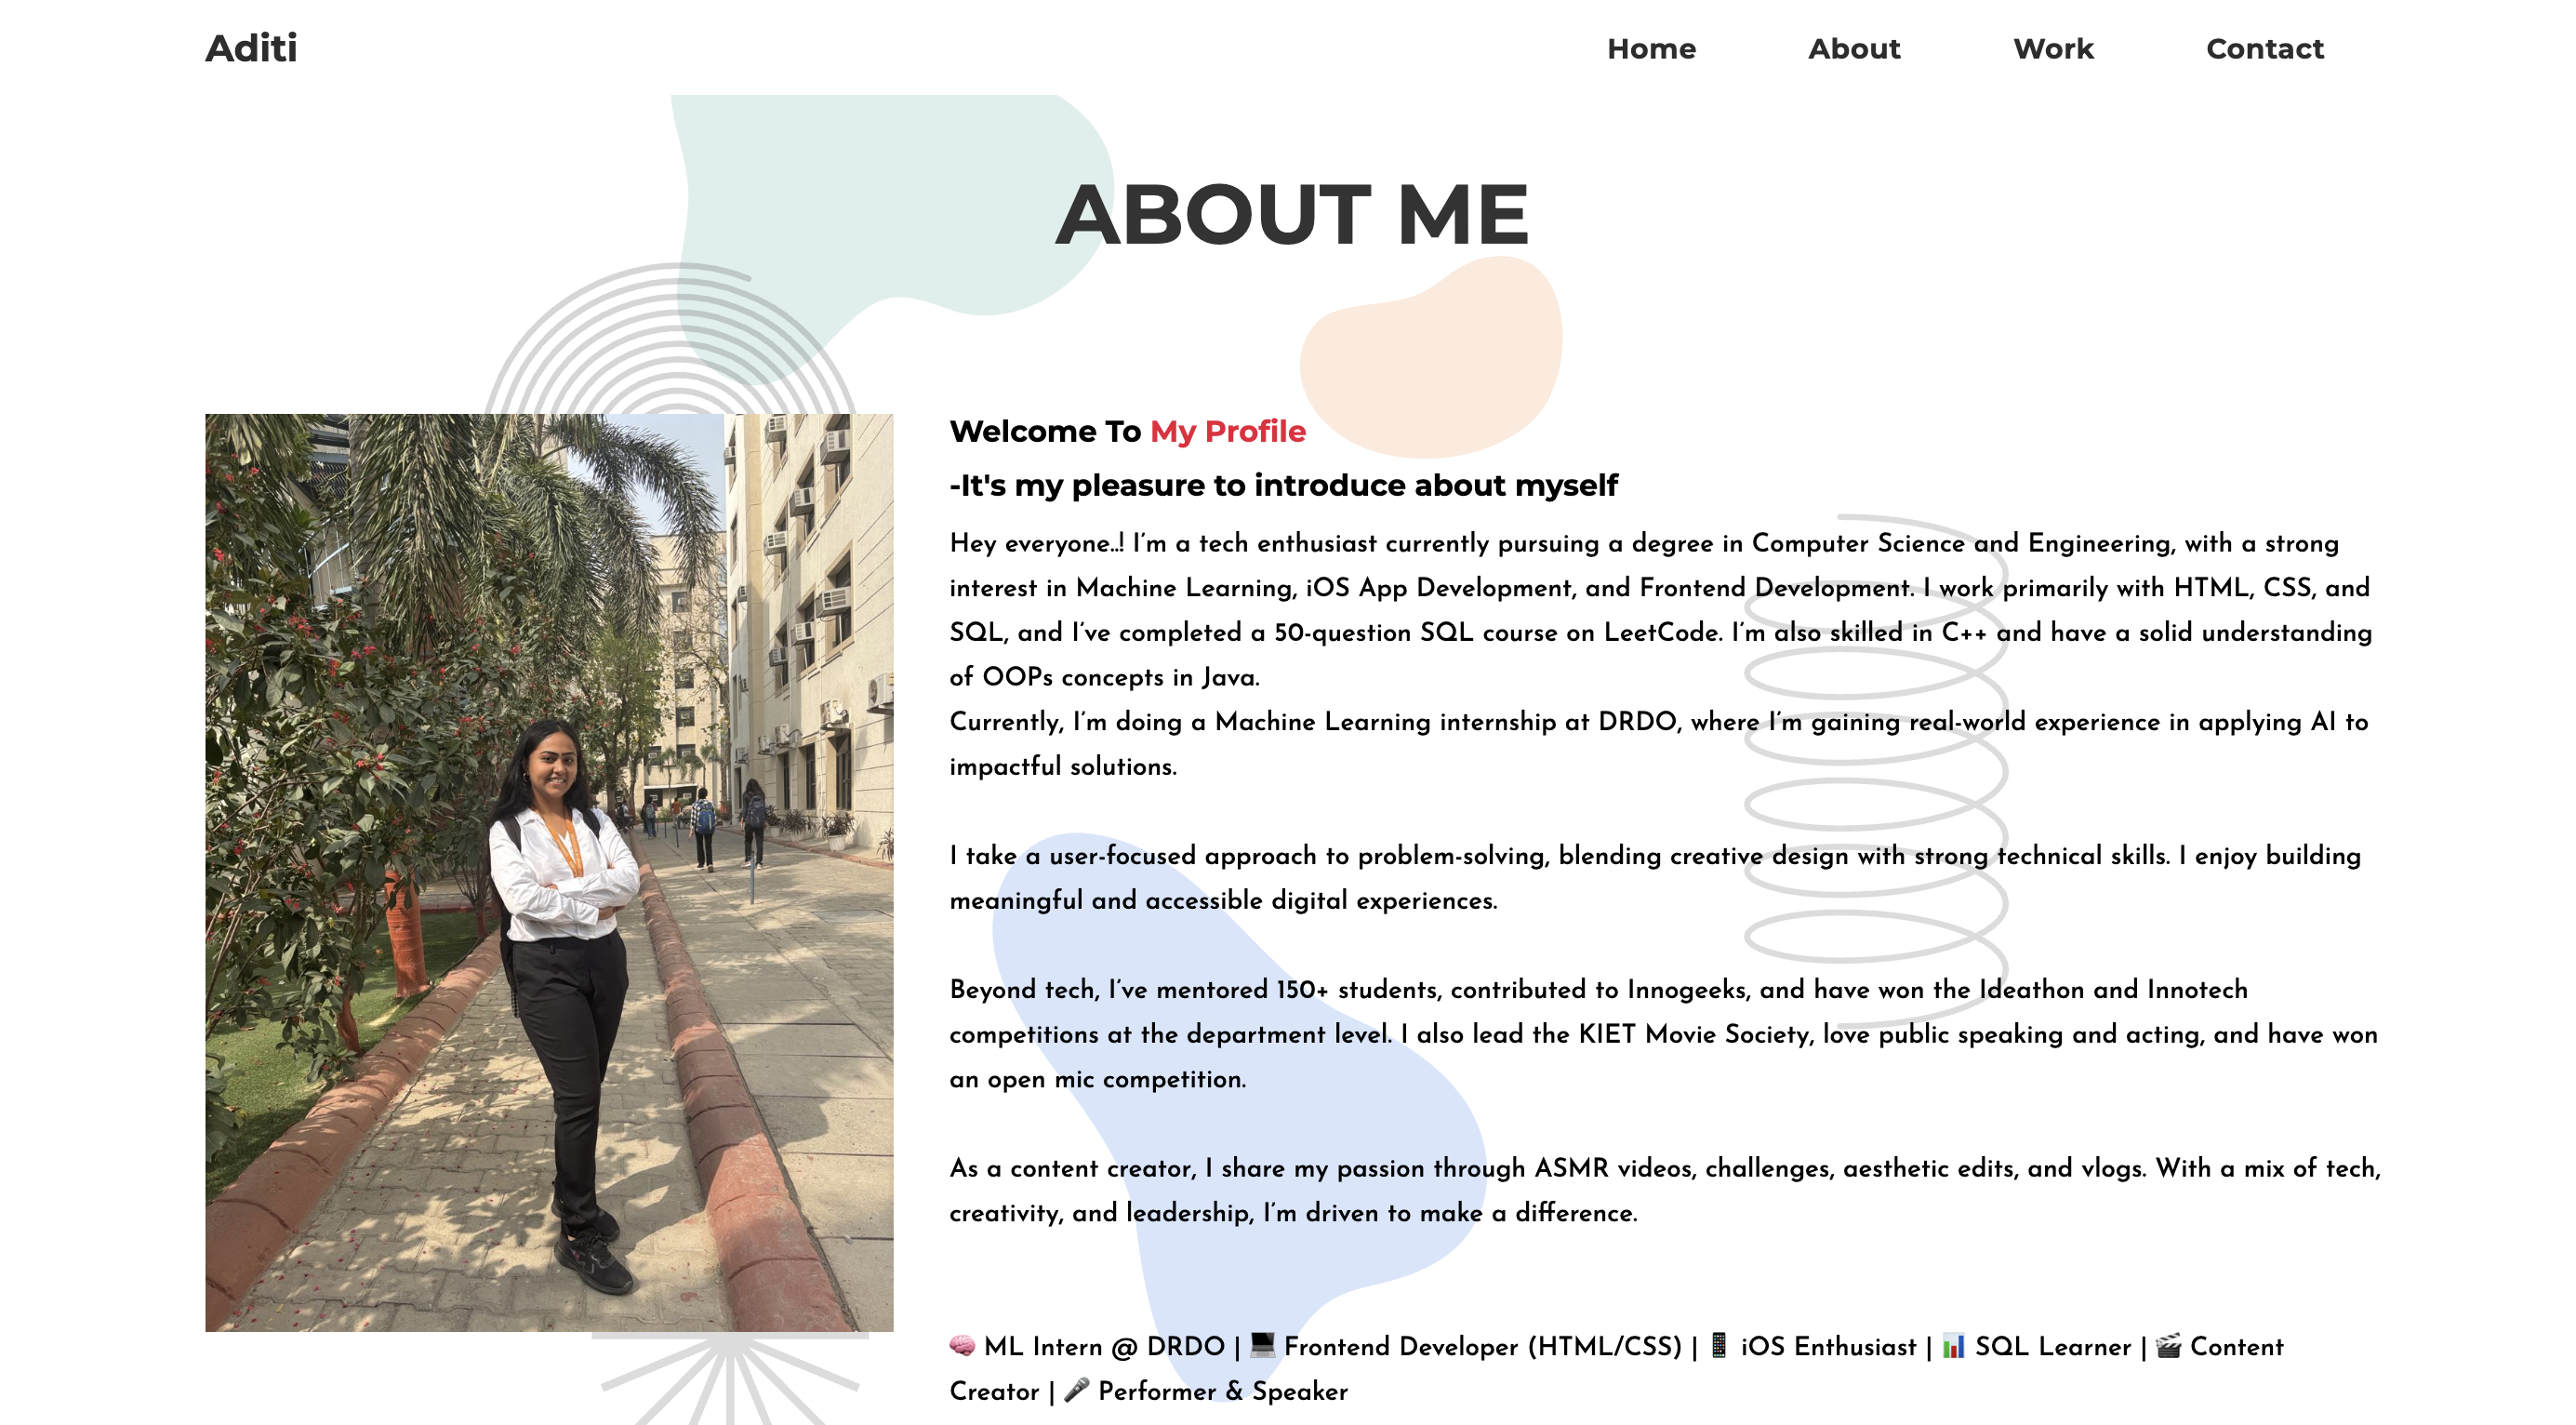 Aditi
Home About Work Contact
ABOUT ME
Welcome To My Profile
-It's my pleasure to introduce about myself
Hey everyone..! I’m a tech enthusiast currently pursuing a degree in Computer Science and Engineering, with a strong
interest in Machine Learning, iOS App Development, and Frontend Development. I work primarily with HTML, CSS, and
SQL, and I’ve completed a 50-question SQL course on LeetCode. I’m also skilled in C++ and have a solid understanding
of OOPs concepts in Java.
Currently, I’m doing a Machine Learning internship at DRDO, where I’m gaining real-world experience in applying AI to
impactful solutions.
I take a user-focused approach to problem-solving, blending creative design with strong technical skills. I enjoy building
meaningful and accessible digital experiences.
Beyond tech, I’ve mentored 150+ students, contributed to Innogeeks, and have won the Ideathon and Innotech
competitions at the department level. I also lead the KIET Movie Society, love public speaking and acting, and have won
an open mic competition.
As a content creator, I share my passion through ASMR videos, challenges, aesthetic edits, and vlogs. With a mix of tech,
creativity, and leadership, I’m driven to make a difference.
🧠 ML Intern @ DRDO | 💻 Frontend Developer (HTML/CSS) | 📱 iOS Enthusiast | 📊 SQL Learner | 🎬 Content
Creator | 🎤 Performer & Speaker